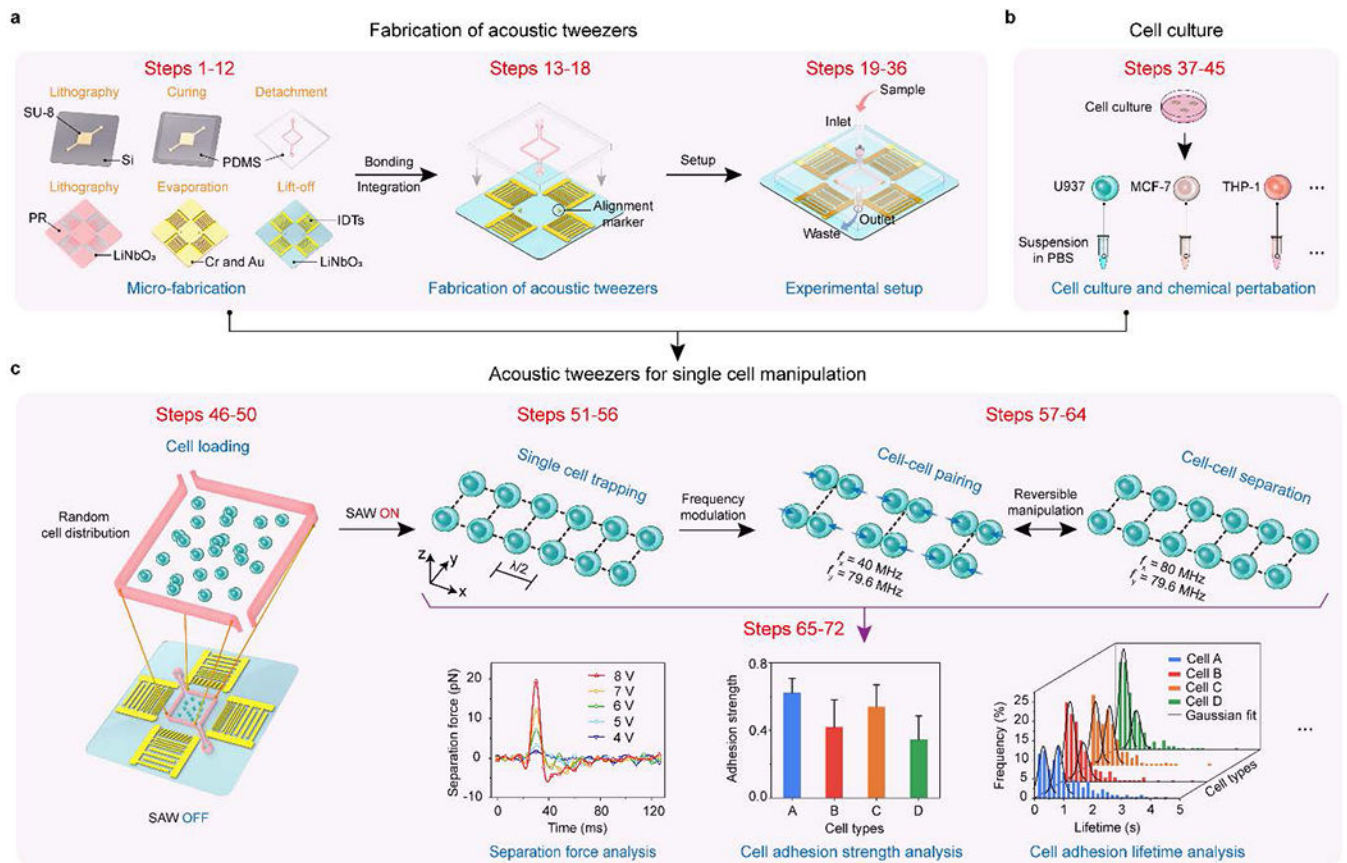 a
Fabrication of acoustic tweezers
Steps 1-12
Steps 13-18
Steps 19-36
Lithography
Curing
Detachment
SU-8
Si
PDMS
Lithography
Evaporation
Lift-off
PR
LiNbO₃
Cr and Au
IDTs
LiNbO₃
Micro-fabrication
Bonding
Integration
Alignment
marker
Fabrication of acoustic tweezers
Setup
Sample
Inlet
Outlet
Waste
Experimental setup
b
Cell culture
Steps 37-45
Cell culture
U937
MCF-7
THP-1
...
Suspension
in PBS
...
Cell culture and chemical pertabation
c
Acoustic tweezers for single cell manipulation
Steps 46-50
Cell loading
Random
cell distribution
SAW OFF
SAW ON
Steps 51-56
Single cell trapping
z
y
x
λ/2
Frequency
modulation
Steps 57-64
Cell-cell pairing
fₓ = 40 MHz
fᵧ = 79.6 MHz
Reversible
manipulation
Cell-cell separation
fₓ = 80 MHz
fᵧ = 79.6 MHz
Steps 65-72
Separation force (pN)
30
20
10
0
-10
0
40
80
120
Time (ms)
8 V
7 V
6 V
5 V
4 V
Separation force analysis
Adhesion strength
0.8
0.4
0.0
A
B
C
D
Cell types
Cell adhesion strength analysis
Frequency (%)
25
20
15
10
5
0
0
1
2
3
4
5
Lifetime (s)
Cell types
Cell A
Cell B
Cell C
Cell D
Gaussian fit
Cell adhesion lifetime analysis
...